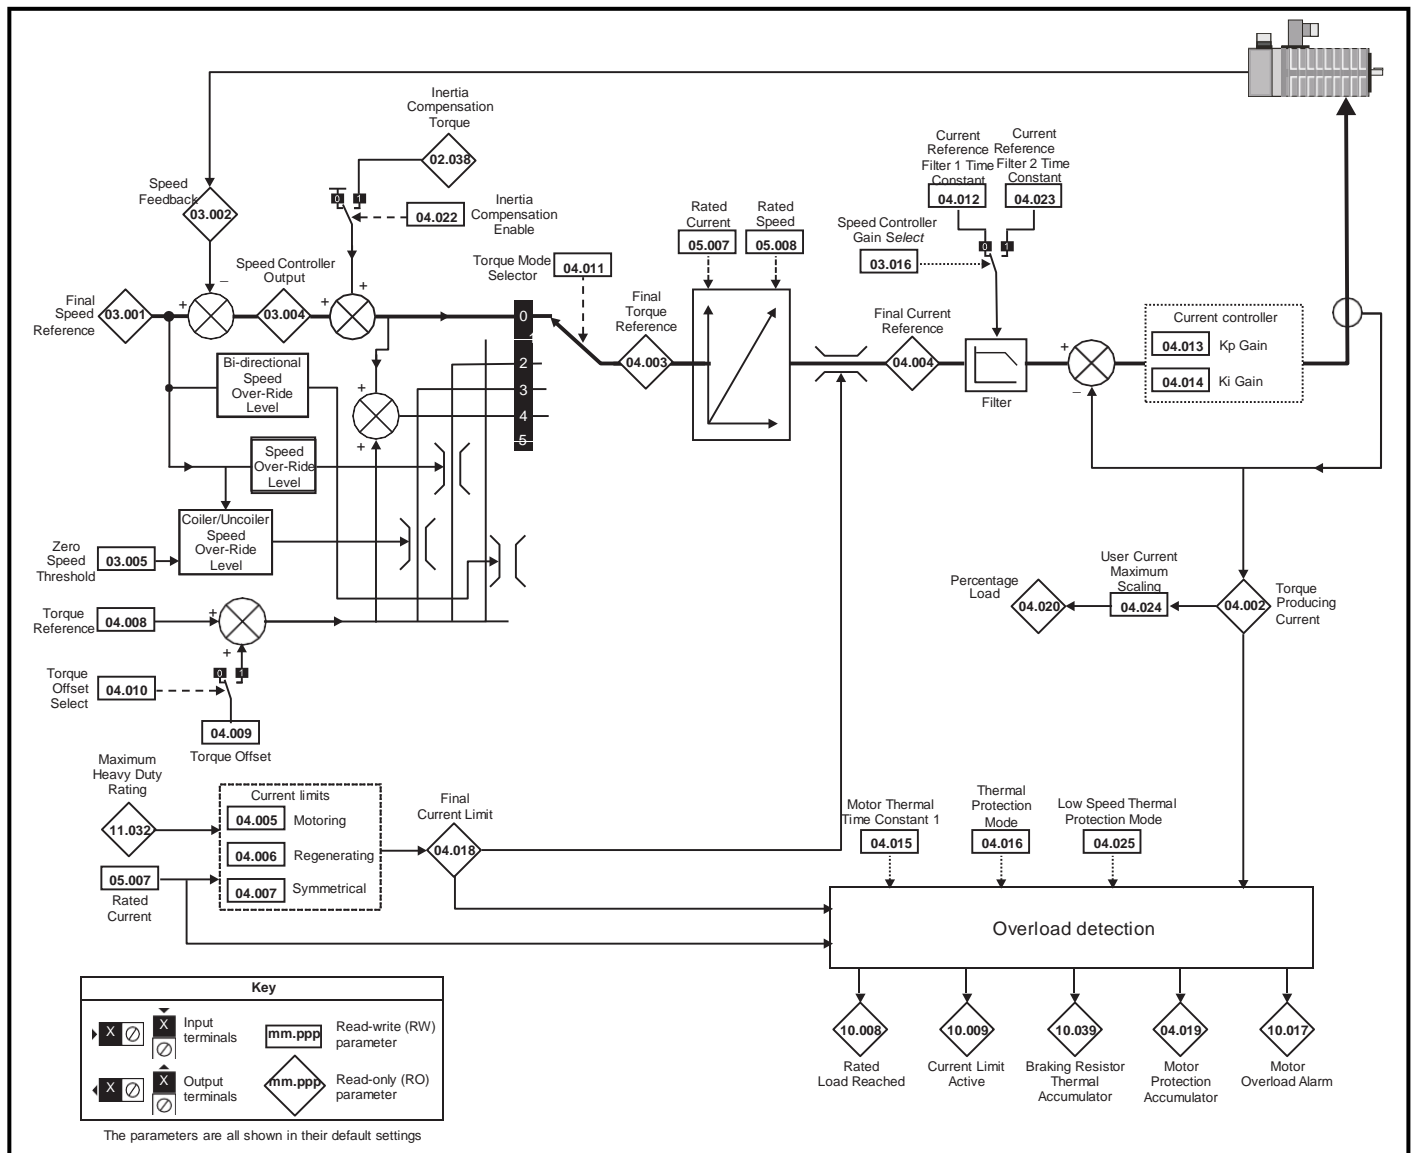 Inertia
Compensation
Torque
02.038
Current
Reference
Filter 1 Time
Constant
Current
Reference
Filter 2 Time
Constant
04.012
04.023
Speed
Feedback
03.002
0 1
04.022
Inertia
Compensation
Enable
Rated
Current
05.007
Rated
Speed
05.008
Speed Controller
Gain Select
03.016
0 1
Torque Mode
Selector
04.011
Final
Speed
Reference
03.001
+
–
Speed Controller
Output
03.004
+
+
0
2
3
4
5
Final
Torque
Reference
04.003
Final Current
Reference
04.004
Filter
+
–
Current controller
04.013 Kp Gain
04.014 Ki Gain
Bi-directional
Speed
Over-Ride
Level
+
+
Speed
Over-Ride
Level
Coiler/Uncoiler
Speed
Over-Ride
Level
Zero
Speed
Threshold
03.005
Torque
Reference
04.008
+
+
0 1
Torque
Offset
Select
04.010
04.009
Torque Offset
Percentage
Load
04.020
User Current
Maximum
Scaling
04.024
04.002
Torque
Producing
Current
Maximum
Heavy Duty
Rating
11.032
05.007
Rated
Current
Current limits
04.005 Motoring
04.006 Regenerating
04.007 Symmetrical
Final
Current Limit
04.018
Motor Thermal
Time Constant 1
04.015
Thermal
Protection
Mode
04.016
Low Speed Thermal
Protection Mode
04.025
Overload detection
10.008
Rated
Load Reached
10.009
Current Limit
Active
10.039
Braking Resistor
Thermal
Accumulator
04.019
Motor
Protection
Accumulator
10.017
Motor
Overload Alarm
Key
X X Input
terminals
mm.ppp Read-write (RW)
parameter
X X Output
terminals
mm.ppp Read-only (RO)
parameter
The parameters are all shown in their default settings